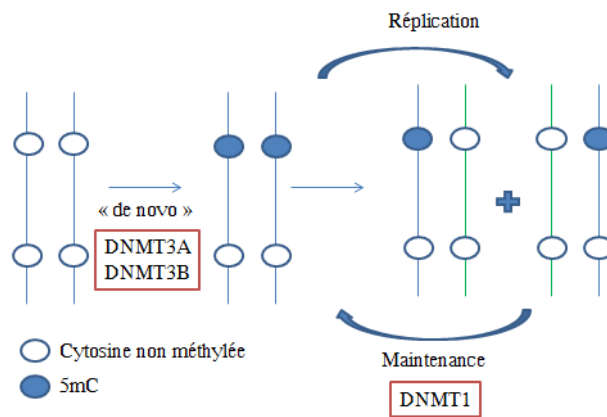 Réplication
« de novo »
DNMT3A
DNMT3B
Cytosine non méthylée
5mC
Maintenance
DNMT1